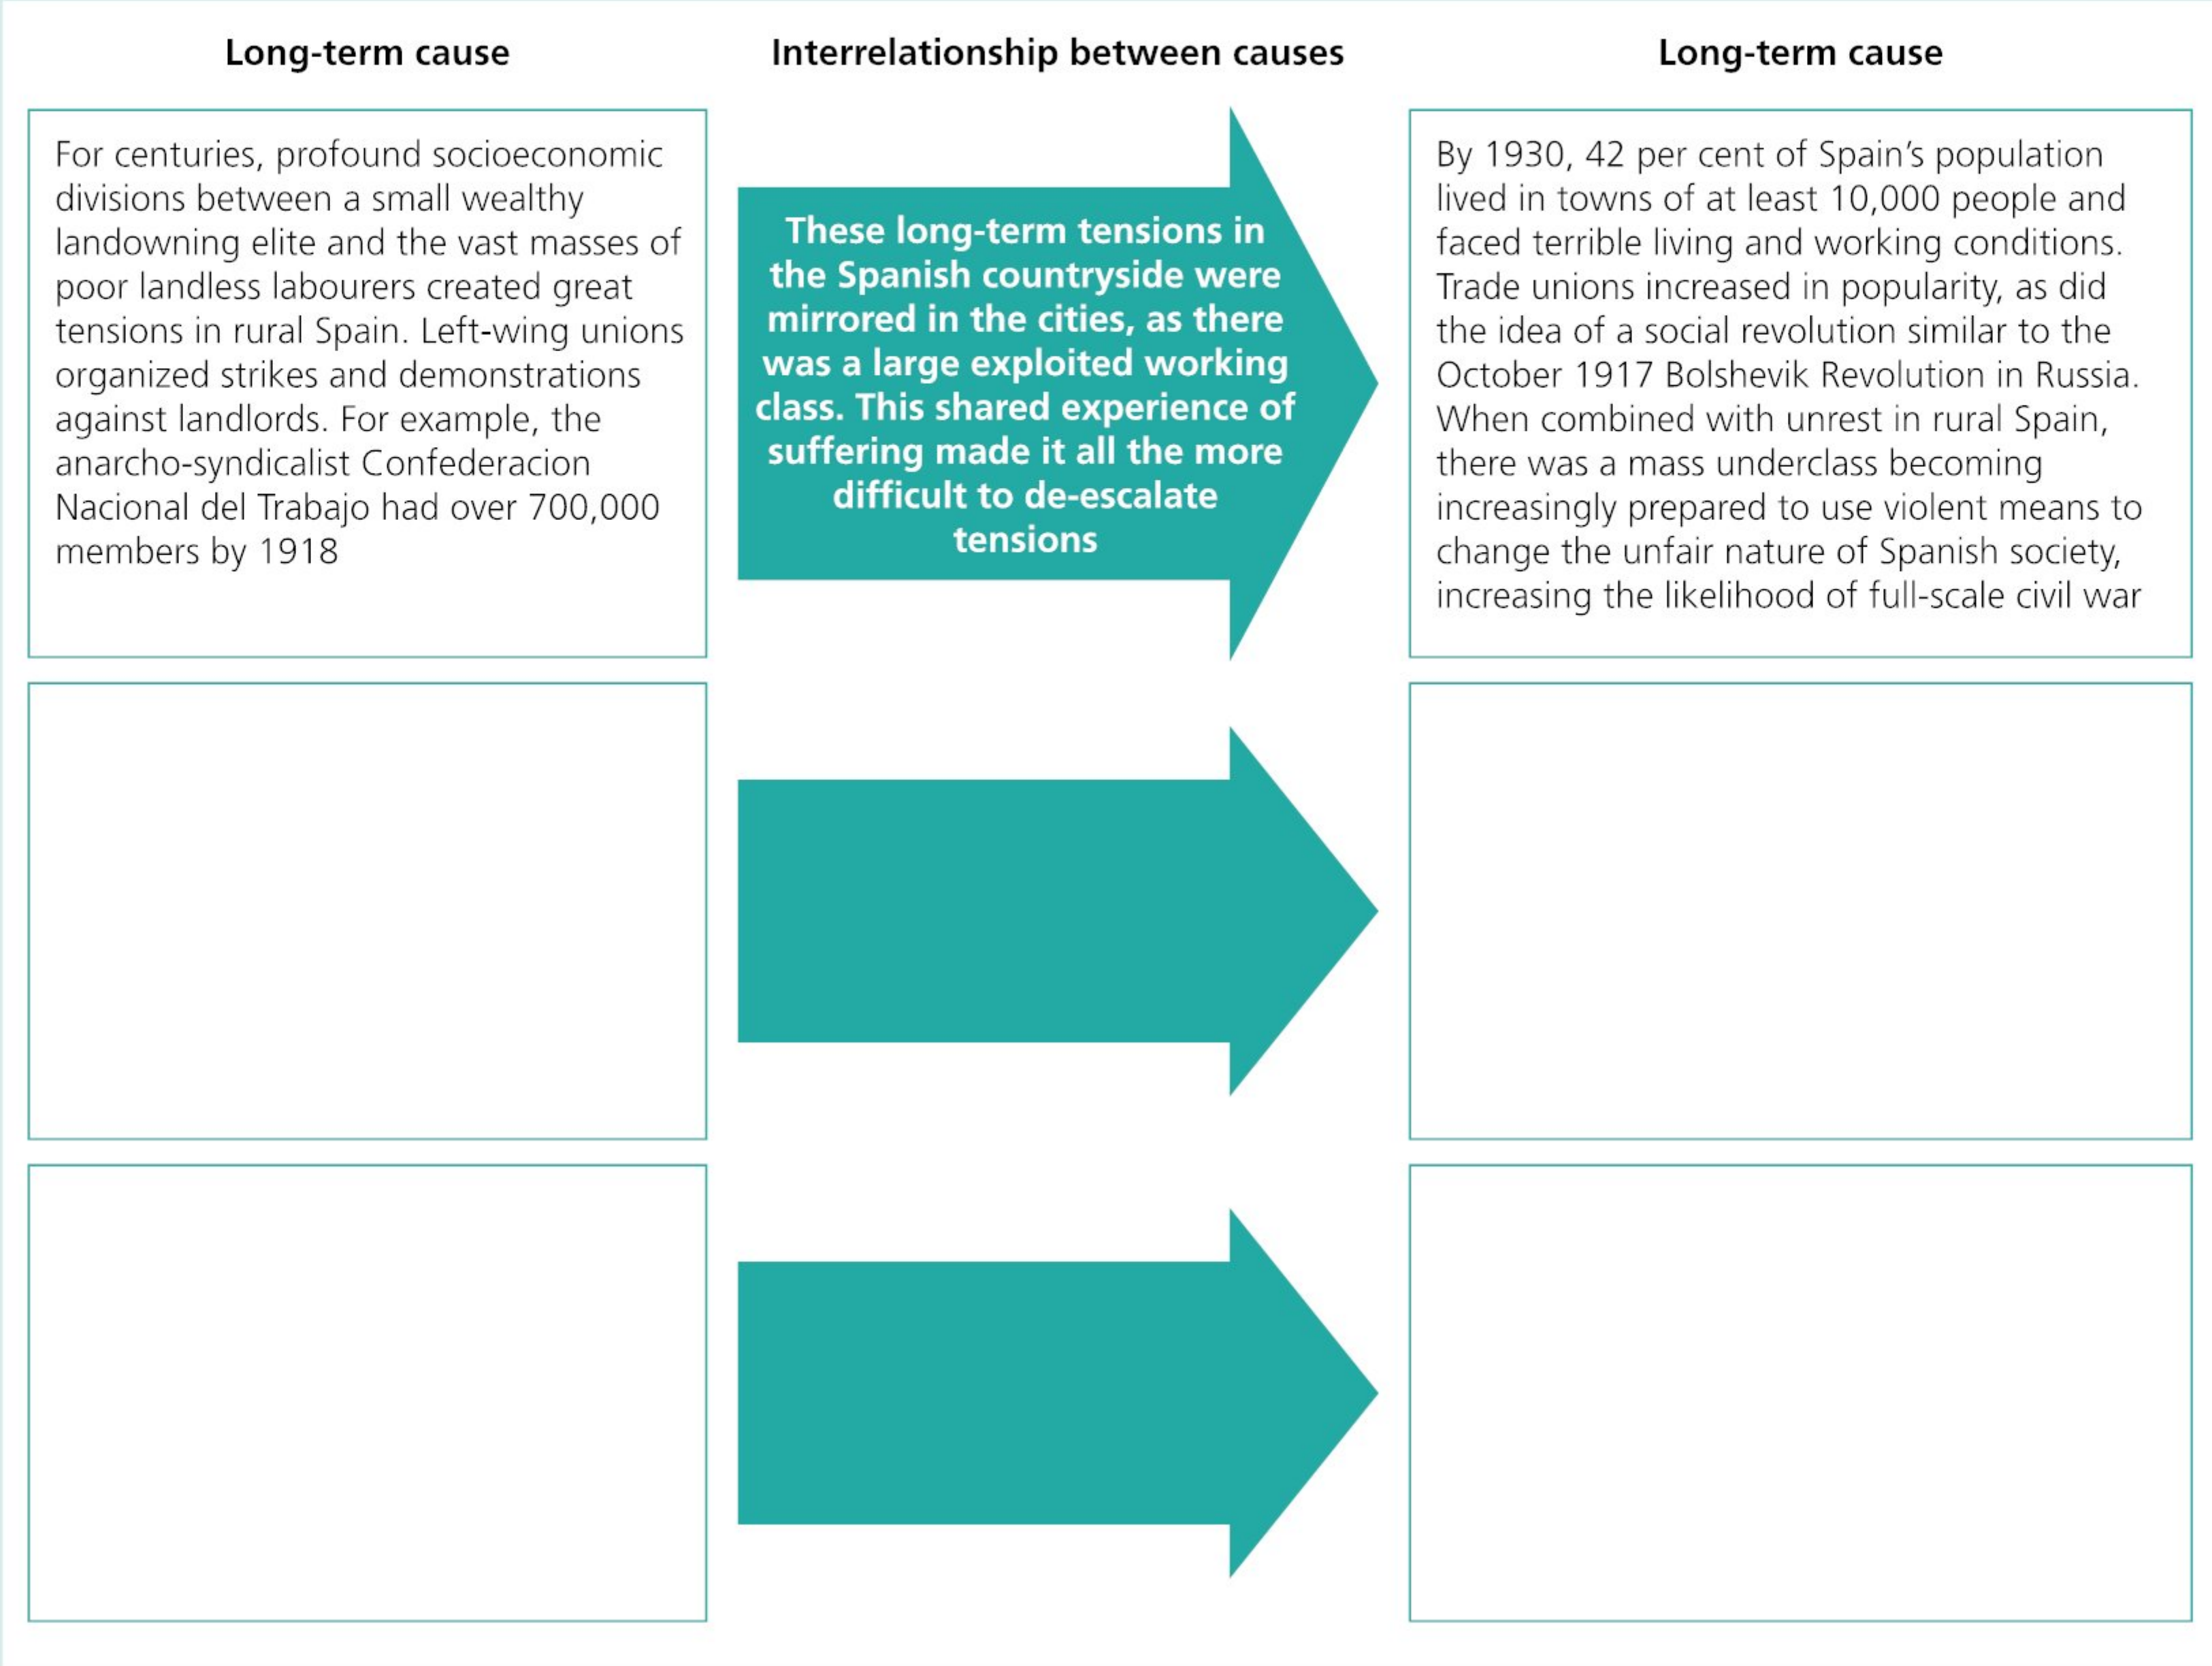 Long-term cause
Interrelationship between causes
Long-term cause
For centuries, profound socioeconomic
divisions between a small wealthy
landowning elite and the vast masses of
poor landless labourers created great
tensions in rural Spain. Left-wing unions
organized strikes and demonstrations
against landlords. For example, the
anarcho-syndicalist Confederacion
Nacional del Trabajo had over 700,000
members by 1918
These long-term tensions in
the Spanish countryside were
mirrored in the cities, as there
was a large exploited working
class. This shared experience of
suffering made it all the more
difficult to de-escalate
tensions
By 1930, 42 per cent of Spain's population
lived in towns of at least 10,000 people and
faced terrible living and working conditions.
Trade unions increased in popularity, as did
the idea of a social revolution similar to the
October 1917 Bolshevik Revolution in Russia.
When combined with unrest in rural Spain,
there was a mass underclass becoming
increasingly prepared to use violent means to
change the unfair nature of Spanish society,
increasing the likelihood of full-scale civil war